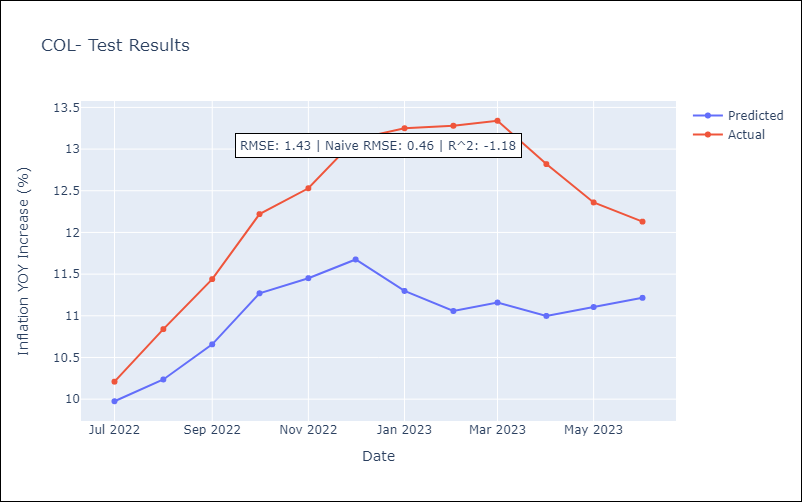 COL- Test Results
Predicted
Actual
RMSE: 1.43 | Naive RMSE: 0.46 | R^2: -1.18
Inflation YOY Increase (%)
13.5
13
12.5
12
11.5
11
10.5
10
Jul 2022
Sep 2022
Nov 2022
Jan 2023
Mar 2023
May 2023
Date